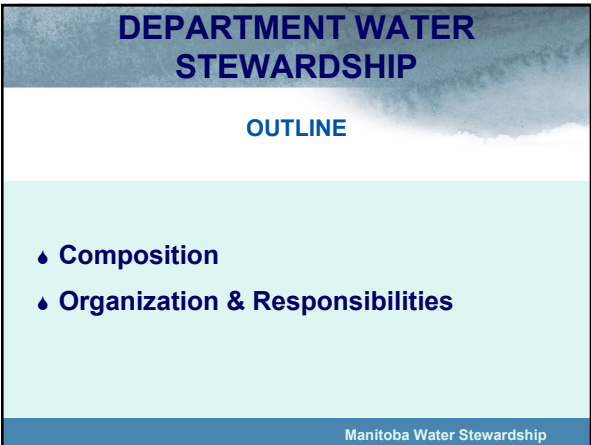 DEPARTMENT WATER
STEWARDSHIP
OUTLINE
Composition
Organization & Responsibilities
Manitoba Water Stewardship